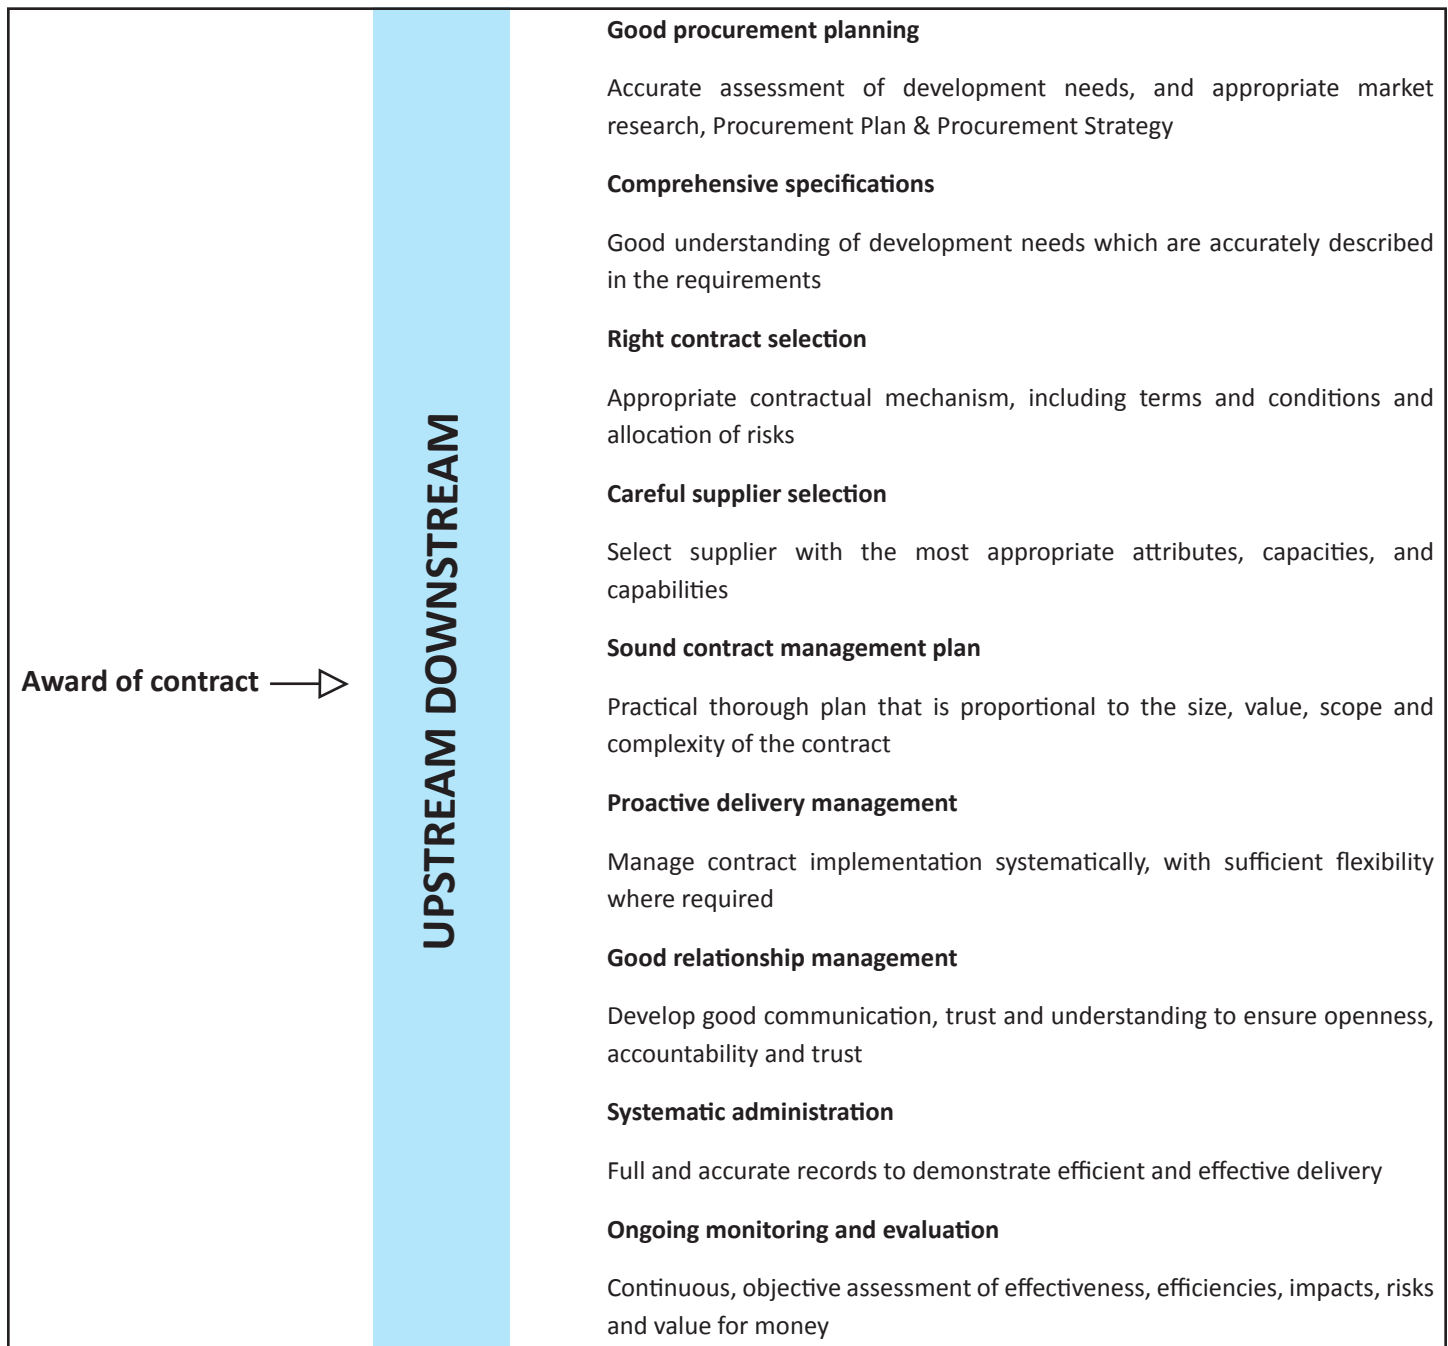 Good procurement planning
Accurate assessment of development needs, and appropriate market
research, Procurement Plan & Procurement Strategy
Comprehensive specifications
Good understanding of development needs which are accurately described
in the requirements
Right contract selection
Appropriate contractual mechanism, including terms and conditions and
allocation of risks
Careful supplier selection
Select supplier with the most appropriate attributes, capacities, and
capabilities
Sound contract management plan
Award of contract
UPSTREAM DOWNSTREAM
Practical thorough plan that is proportional to the size, value, scope and
complexity of the contract
Proactive delivery management
Manage contract implementation systematically, with sufficient flexibility
where required
Good relationship management
Develop good communication, trust and understanding to ensure openness,
accountability and trust
Systematic administration
Full and accurate records to demonstrate efficient and effective delivery
Ongoing monitoring and evaluation
Continuous, objective assessment of effectiveness, efficiencies, impacts, risks
and value for money